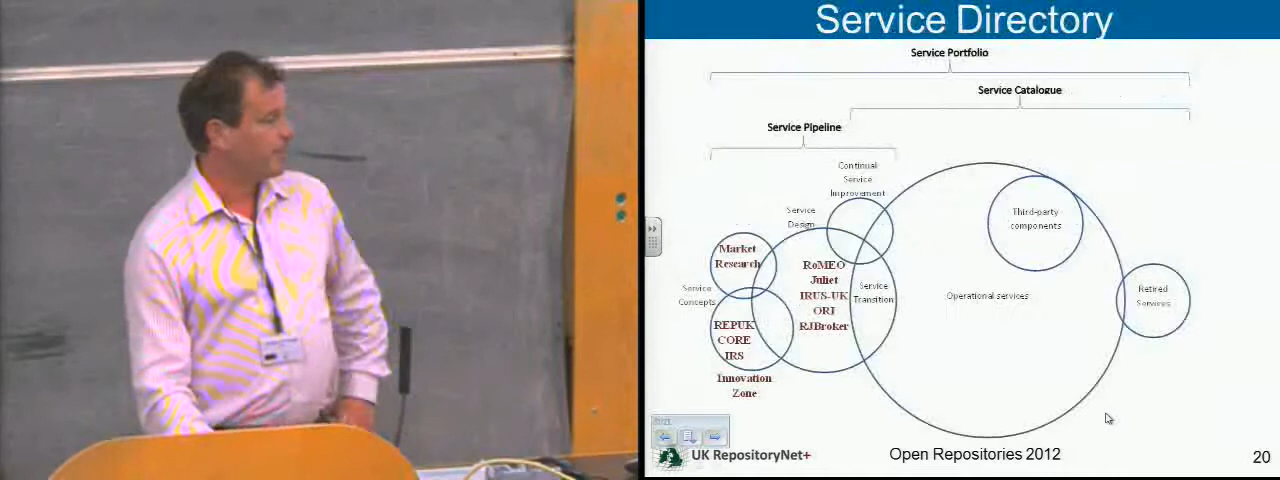 Service Directory
Service Portfolio
Service Catalogue
Service Pipeline
Continual
Service
Improvement
Service
Design
Third-party
components
Market
Research
RoMEO
Juliet
IRUS-UK
ORI
RJBroker
Service
Transition
Operational services
Retired
Services
Service
Concepts
REPUK
CORE
IRS
Innovation
Zone
UK RepositoryNet+
Open Repositories 2012
20